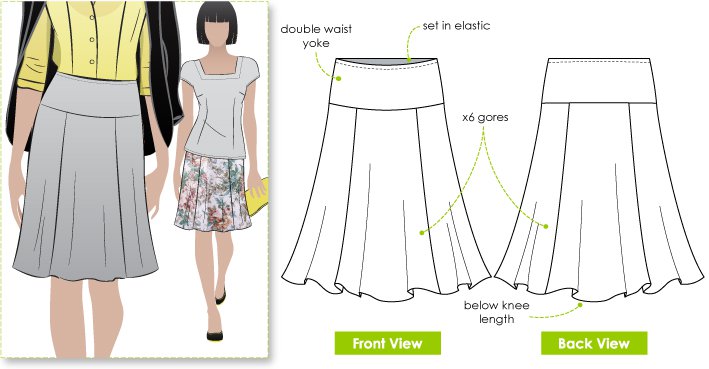 double waist
yoke
set in elastic
x6 gores
below knee
length
Front View
Back View